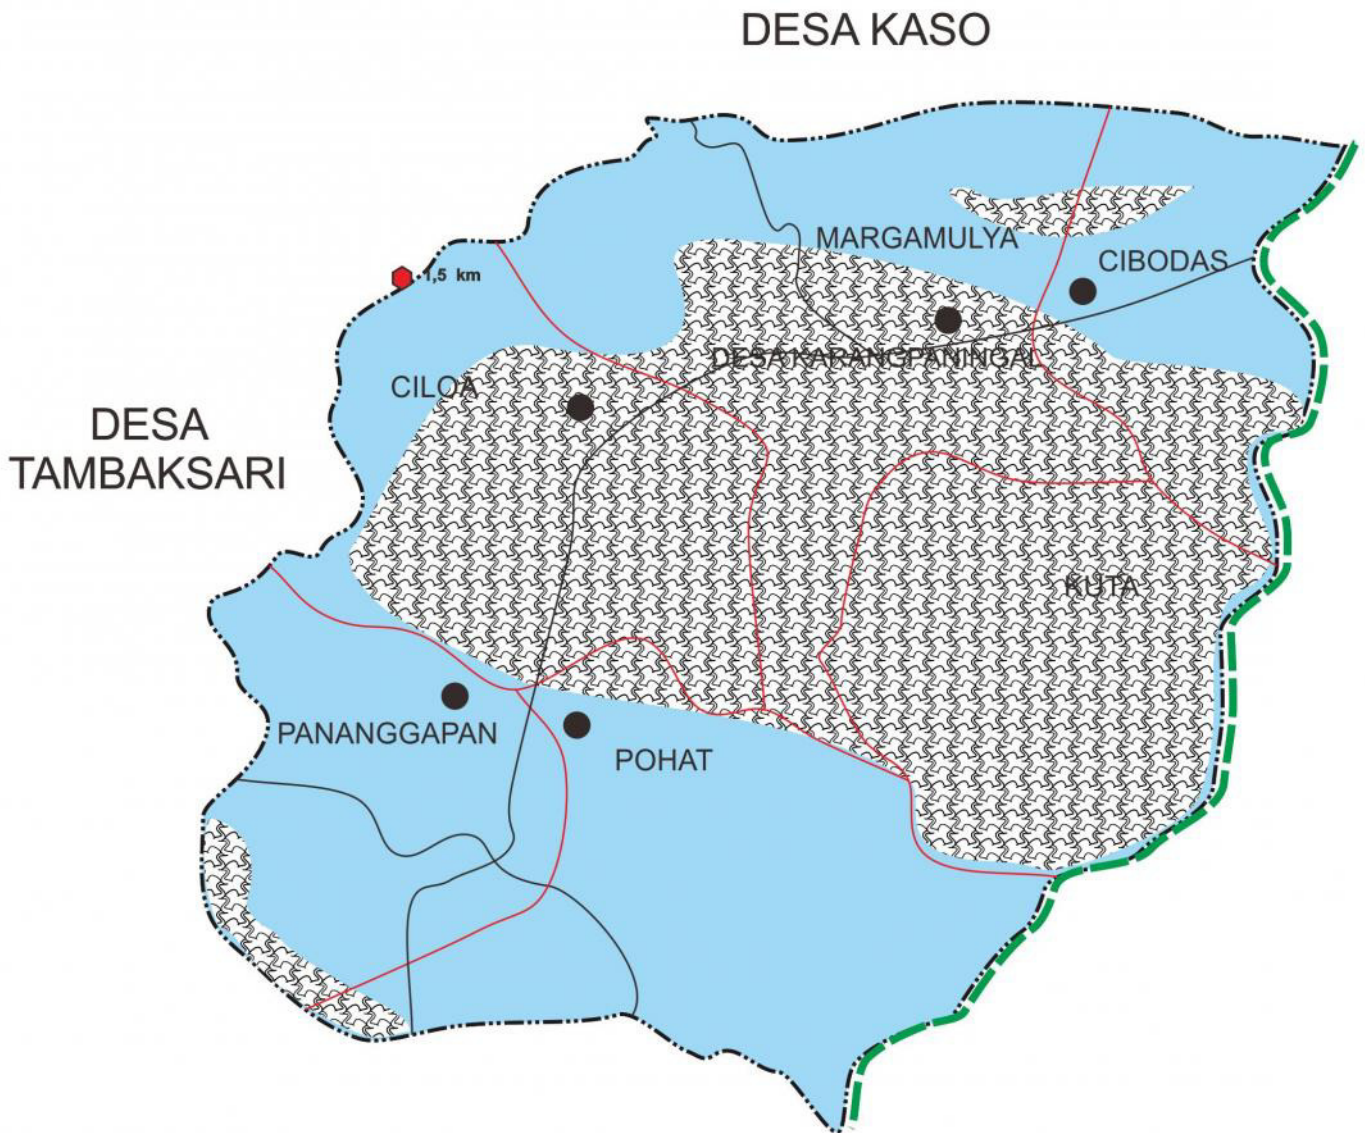 DESA KASO
MARGAMULYA
CIBODAS
1,5 km
DESA KARANGPANINGAL
CILOA
DESA
TAMBAKSARI
KUTA
PANANGGAPAN
POHAT